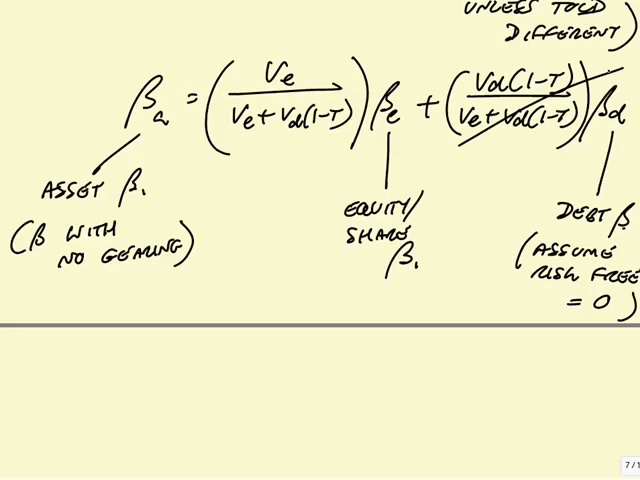 UNLESS TOLD
DIFFERENT)
βa = (Ve / (Ve + Vd(1-T))) βe + (Vd(1-T) / (Ve + Vd(1-T))) βd
ASSET β.
(β WITH
NO GEARING)
EQUITY/
SHARE
β.
DEBT β
(ASSUME
RISK FREE
= 0)
7 / 1